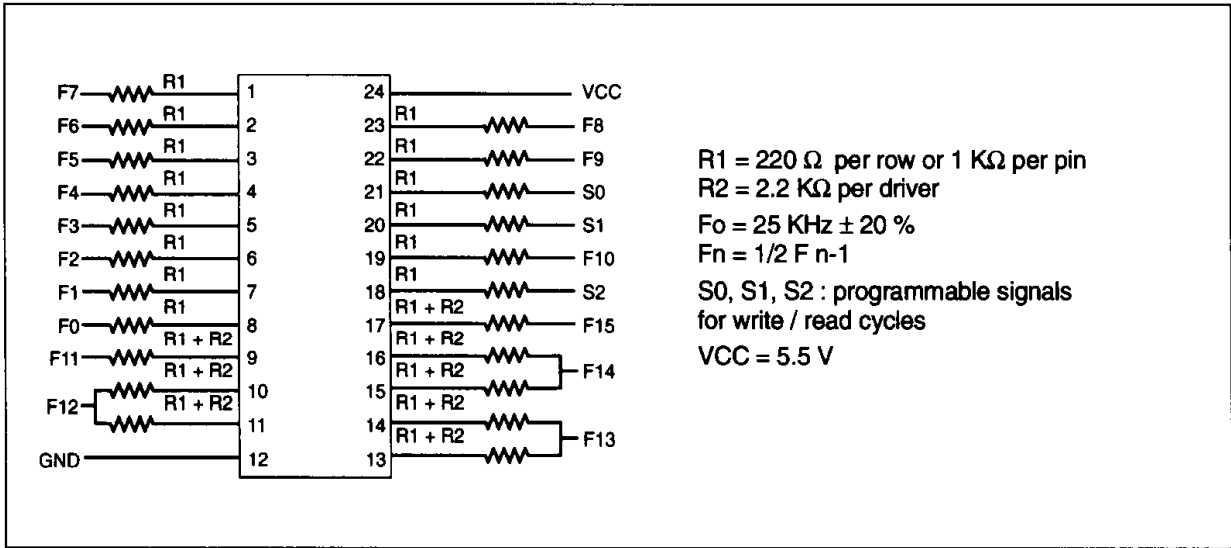 F7 R1 1 24 VCC
F6 R1 2 23 R1 F8
F5 R1 3 22 R1 F9
F4 R1 4 21 R1 S0
F3 R1 5 20 R1 S1
F2 R1 6 19 R1 F10
F1 R1 7 18 R1 S2
F0 R1 8 17 R1 + R2 F15
F11 R1 + R2 9 16 R1 + R2
F12 R1 + R2 10 15 R1 + R2 F14
R1 + R2 11 14 R1 + R2
GND 12 13 R1 + R2 F13
R1 = 220 Ω per row or 1 KΩ per pin
R2 = 2.2 KΩ per driver
Fo = 25 KHz ± 20 %
Fn = 1/2 F n-1
S0, S1, S2 : programmable signals
for write / read cycles
VCC = 5.5 V